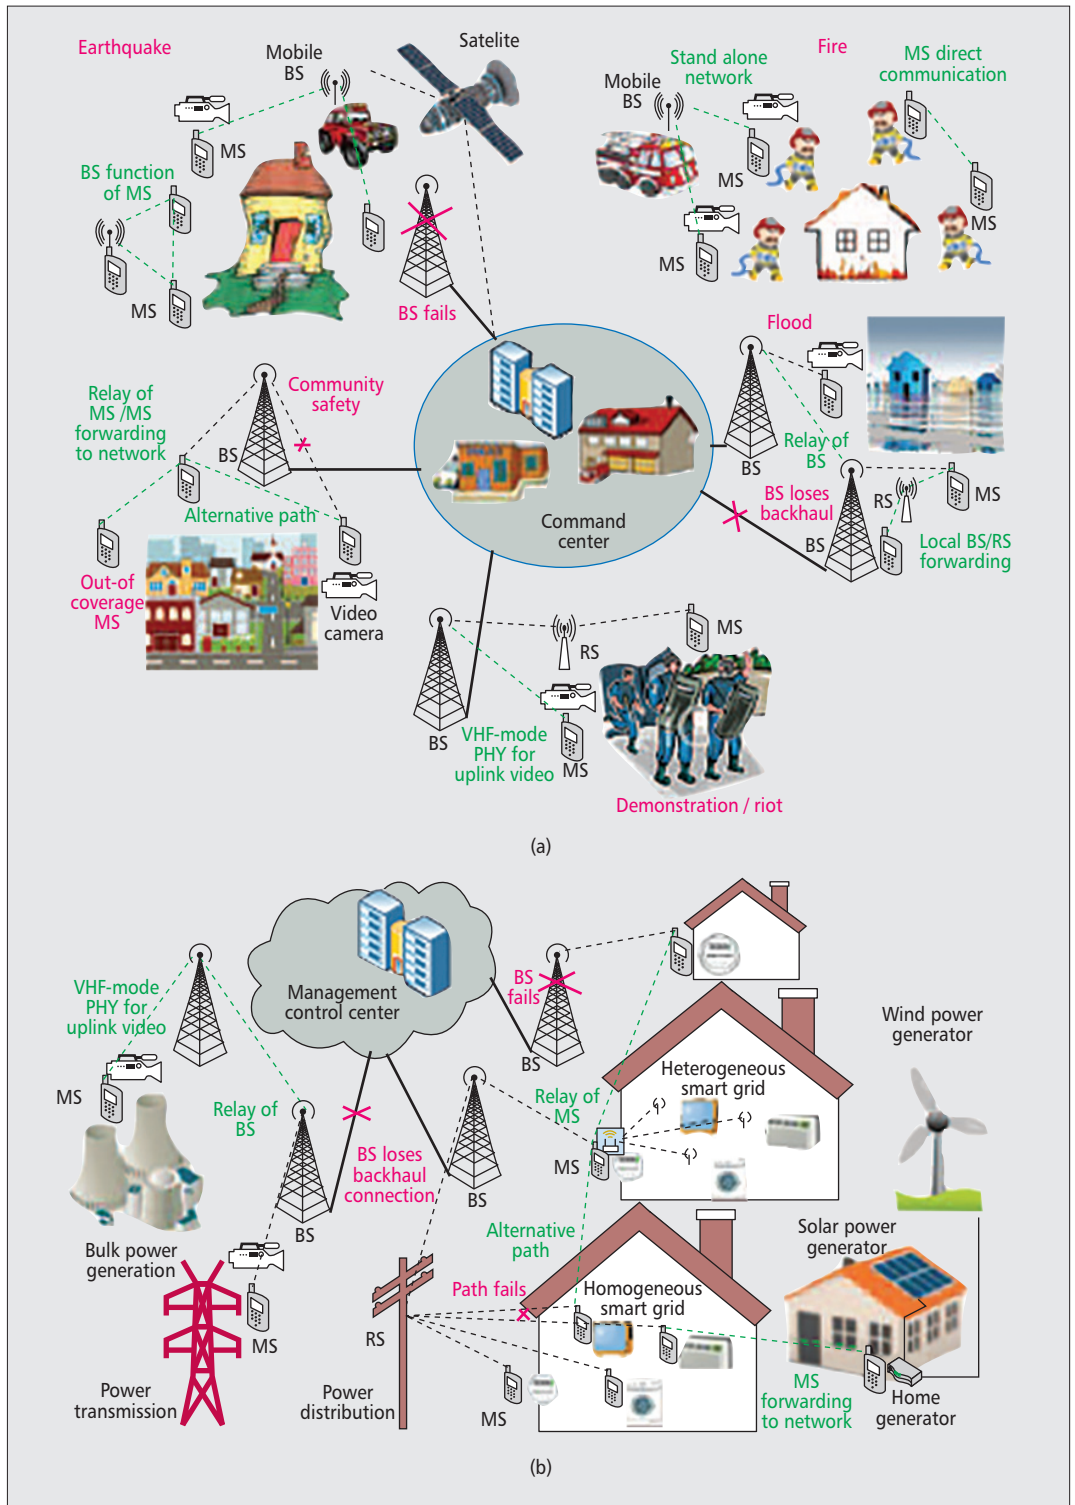 Earthquake
Mobile
BS
Satelite
MS
BS function
of MS
MS
BS fails
Fire
Stand alone
network
MS direct
communication
Mobile
BS
MS
MS
MS
Community
safety
Relay of
MS /MS
forwarding
to network
BS
Alternative path
Out-of
coverage
MS
Video
camera
Command
center
Flood
Relay of
BS
BS
BS loses
backhaul
RS
MS
BS
Local BS/RS
forwarding
MS
RS
BS
VHF-mode
PHY for
uplink video
MS
Demonstration / riot
(a)
Management
control center
VHF-mode
PHY for
uplink video
MS
Relay of
BS
BS
fails
BS
BS loses
backhaul
connection
BS
BS
Bulk power
generation
MS
Power
transmission
RS
Power
distribution
Wind power
generator
Heterogeneous
smart grid
Relay of
MS
MS
Alternative
path
Path fails
Homogeneous
smart grid
MS
Solar power
generator
MS
forwarding
to network
Home
generator
(b)